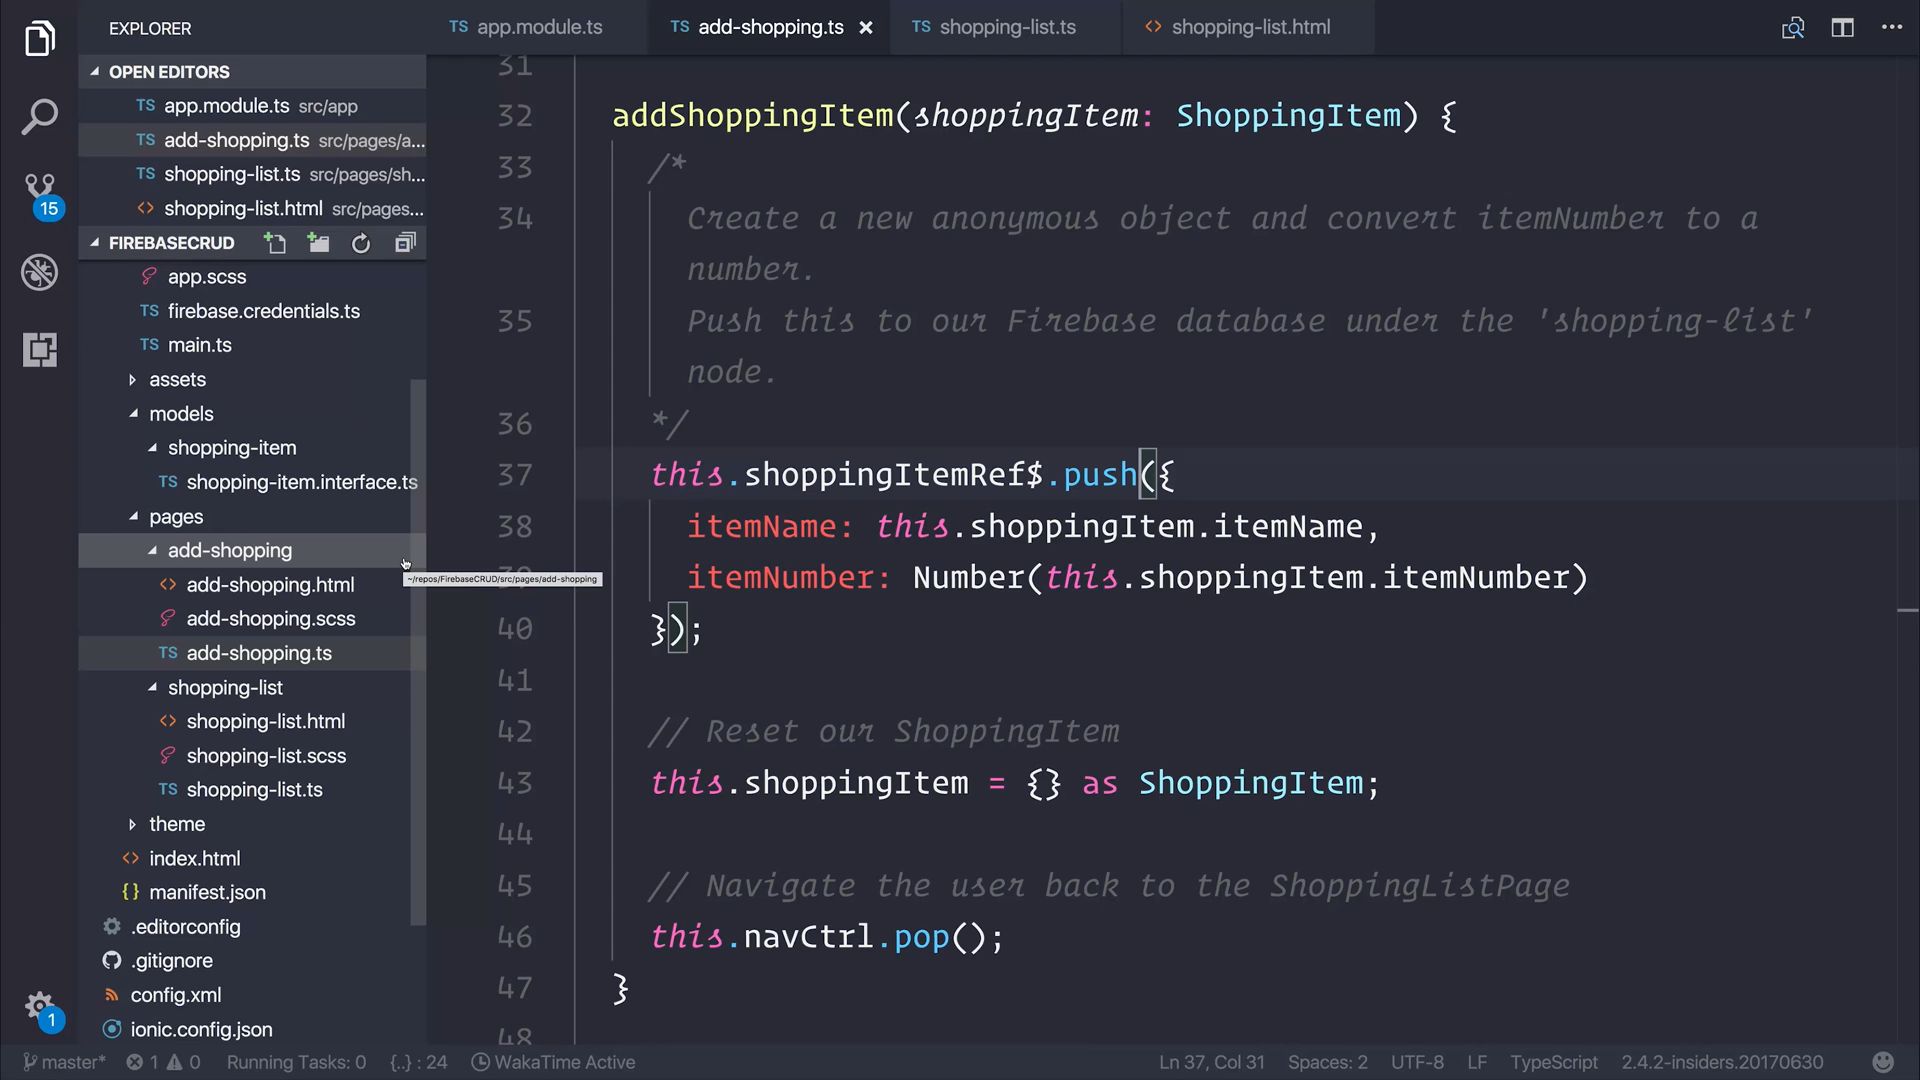 EXPLORER
OPEN EDITORS
TS app.module.ts src/app
TS add-shopping.ts src/pages/a...
TS shopping-list.ts src/pages/sh...
<> shopping-list.html src/pages...
FIREBASECRUD
app.scss
TS firebase.credentials.ts
TS main.ts
assets
models
shopping-item
TS shopping-item.interface.ts
pages
add-shopping
<> add-shopping.html
add-shopping.scss
TS add-shopping.ts
shopping-list
<> shopping-list.html
shopping-list.scss
TS shopping-list.ts
theme
<> index.html
{} manifest.json
.editorconfig
.gitignore
config.xml
ionic.config.json
15
1
~/repos/FirebaseCRUD/src/pages/add-shopping
TS app.module.ts TS add-shopping.ts TS shopping-list.ts <> shopping-list.html
31
32 addShoppingItem(shoppingItem: ShoppingItem) {
33 /*
34 Create a new anonymous object and convert itemNumber to a
number.
35 Push this to our Firebase database under the 'shopping-list'
node.
36 */
37 this.shoppingItemRef$.push({
38 itemName: this.shoppingItem.itemName,
itemNumber: Number(this.shoppingItem.itemNumber)
40 });
41
42 // Reset our ShoppingItem
43 this.shoppingItem = {} as ShoppingItem;
44
45 // Navigate the user back to the ShoppingListPage
46 this.navCtrl.pop();
47 }
48
master* 1 0 Running Tasks: 0 {..} : 24 WakaTime Active Ln 37, Col 31 Spaces: 2 UTF-8 LF TypeScript 2.4.2-insiders.20170630